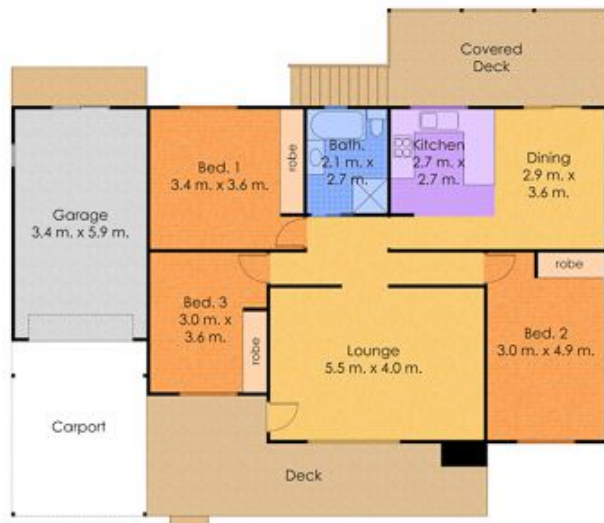 Covered
Deck
Bed. 1
3.4 m. x 3.6 m.
robe
Bath.
2.1 m. x
2.7 m.
Kitchen
2.7 m. x
2.7 m.
Dining
2.9 m. x
3.6 m.
Garage
3.4 m. x 5.9 m.
robe
Bed. 3
3.0 m. x
3.6 m.
robe
Lounge
5.5 m. x 4.0 m.
Bed. 2
3.0 m. x 4.9 m.
Carport
Deck